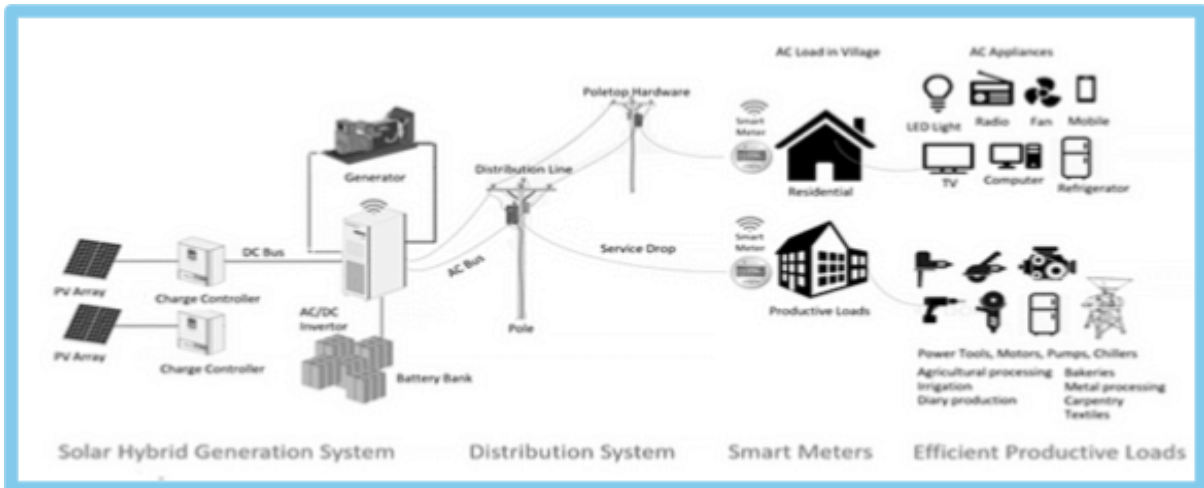 AC Load in Village
AC Appliances
Poletop Hardware
Smart
Meter
LED Light
Radio
Fan
Mobile
Generator
Distribution Line
Residential
TV
Computer
Refrigerator
DC Bus
AC Bus
Service Drop
Smart
Meter
PV Array
Charge Controller
AC/DC
Invertor
Pole
Productive Loads
PV Array
Charge Controller
Battery Bank
Power Tools, Motors, Pumps, Chillers
Agricultural processing
Irrigation
Diary production
Bakeries
Metal processing
Carpentry
Textiles
Solar Hybrid Generation System
Distribution System
Smart Meters
Efficient Productive Loads